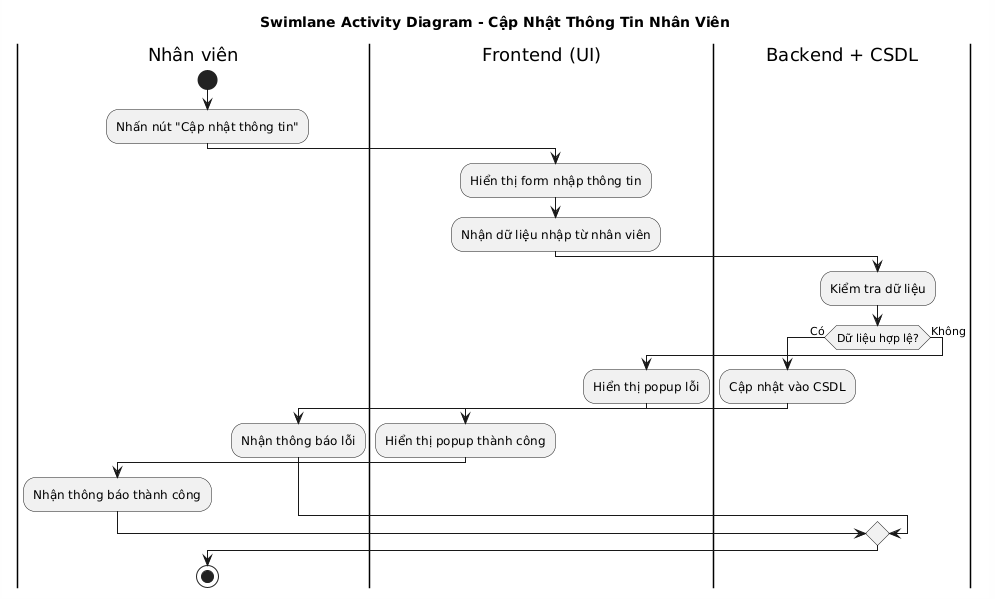 Swimlane Activity Diagram - Cập Nhật Thông Tin Nhân Viên
Nhân viên
Frontend (UI)
Backend + CSDL
Nhấn nút "Cập nhật thông tin"
Hiển thị form nhập thông tin
Nhận dữ liệu nhập từ nhân viên
Kiểm tra dữ liệu
Có
Dữ liệu hợp lệ?
Không
Hiển thị popup lỗi
Cập nhật vào CSDL
Nhận thông báo lỗi
Hiển thị popup thành công
Nhận thông báo thành công